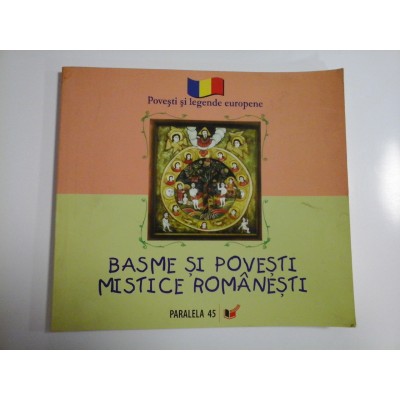 Povești și legende europene
BASME ȘI POVEȘTI
MISTICE ROMÂNEȘTI
PARALELA 45